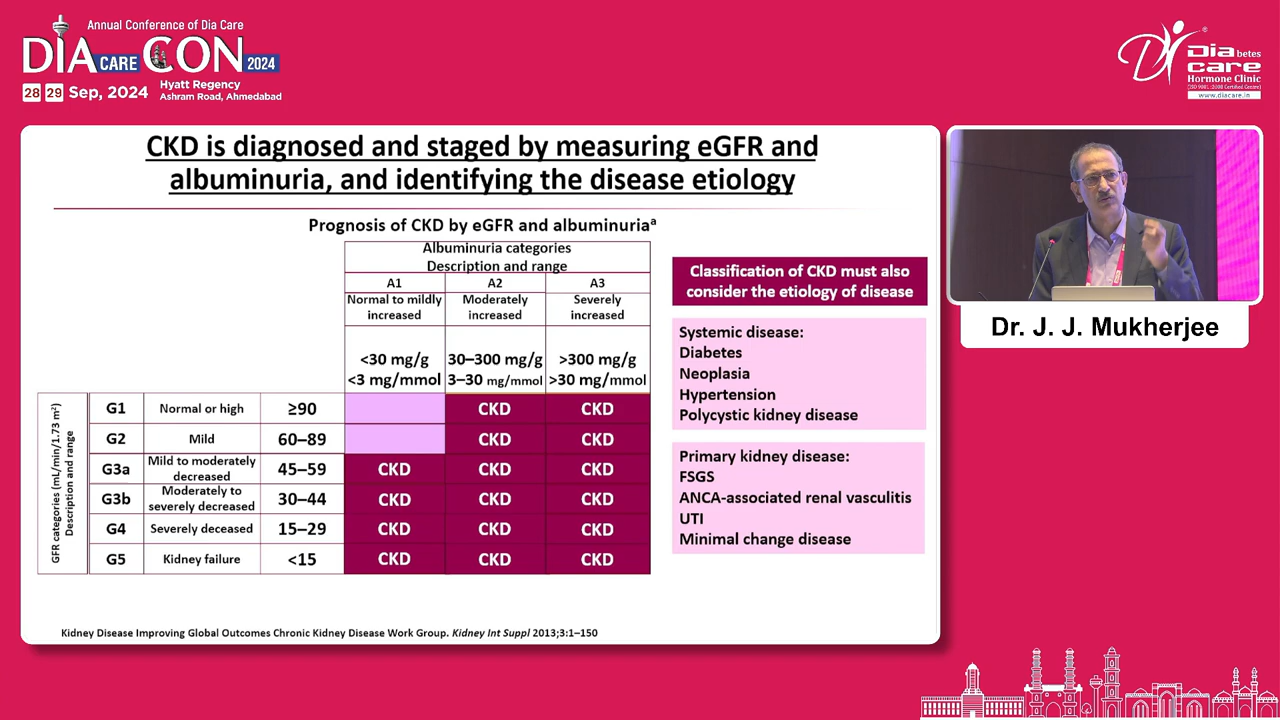 Annual Conference of Dia Care
DIA CARE CON 2024
28 29 Sep, 2024
Hyatt Regency
Ashram Road, Ahmedabad
Diabetes
care
Hormone Clinic
(ISO 9001 :2008 Certified Centre)
www.diacare.in
CKD is diagnosed and staged by measuring eGFR and
albuminuria, and identifying the disease etiology
Prognosis of CKD by eGFR and albuminuriaᵃ
Albuminuria categories
Description and range
A1 A2 A3
Normal to mildly increased Moderately increased Severely increased
<30 mg/g 30–300 mg/g >300 mg/g
<3 mg/mmol 3–30 mg/mmol >30 mg/mmol
GFR categories (mL/min/1.73 m²)
Description and range
G1 Normal or high ≥90 CKD CKD
G2 Mild 60–89 CKD CKD
G3a Mild to moderately decreased 45–59 CKD CKD CKD
G3b Moderately to severely decreased 30–44 CKD CKD CKD
G4 Severely deceased 15–29 CKD CKD CKD
G5 Kidney failure <15 CKD CKD CKD
Classification of CKD must also
consider the etiology of disease
Systemic disease:
Diabetes
Neoplasia
Hypertension
Polycystic kidney disease
Primary kidney disease:
FSGS
ANCA-associated renal vasculitis
UTI
Minimal change disease
Kidney Disease Improving Global Outcomes Chronic Kidney Disease Work Group. Kidney Int Suppl 2013;3:1–150
Dr. J. J. Mukherjee